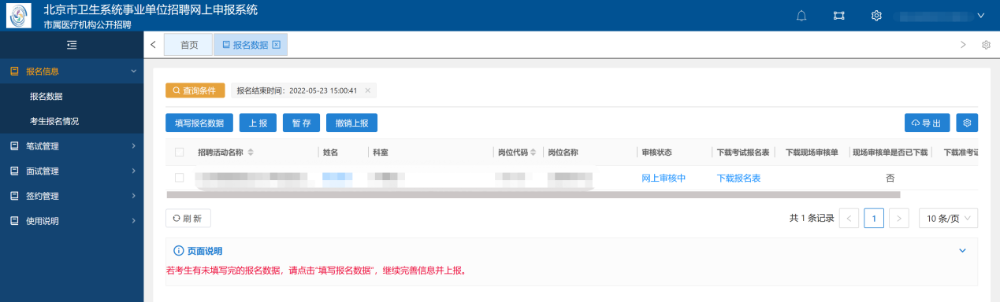 北京市卫生系统事业单位招聘网上申报系统
市属医疗机构公开招聘
首页
报名数据
报名信息
报名数据
考生报名情况
笔试管理
面试管理
签约管理
使用说明
查询条件 报名结束时间：2022-05-23 15:00:41
填写报名数据 上 报 暂 存 撤销上报 导 出
招聘活动名称 姓名 科室 岗位代码 岗位名称 审核状态 下载考试报名表 下载现场审核单 现场审核单是否已下载 下载准考证
网上审核中 下载报名表 否
刷 新 共 1 条记录 1 10 条/页
页面说明
若考生有未填写完的报名数据，请点击“填写报名数据”，继续完善信息并上报。